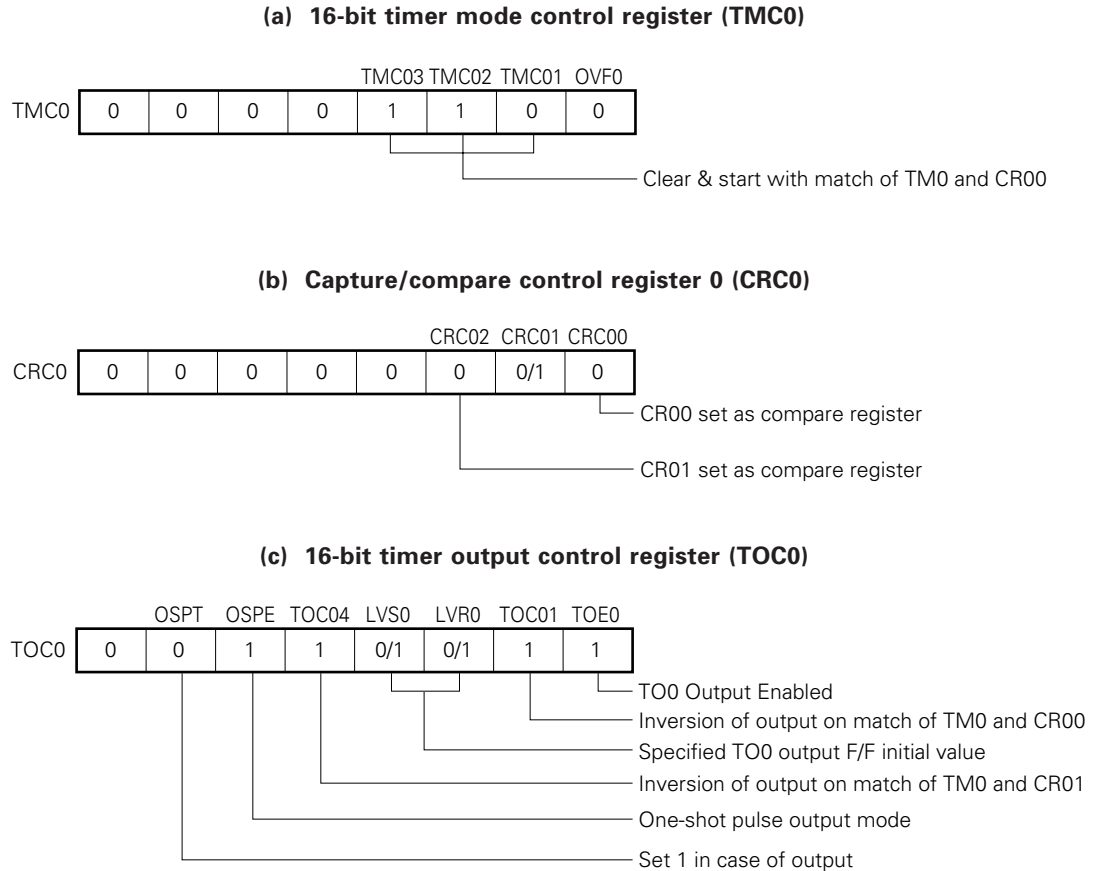 (a) 16-bit timer mode control register (TMC0)
TMC03 TMC02 TMC01 OVF0
TMC0 0 0 0 0 1 1 0 0
Clear & start with match of TM0 and CR00
(b) Capture/compare control register 0 (CRC0)
CRC02 CRC01 CRC00
CRC0 0 0 0 0 0 0 0/1 0
CR00 set as compare register
CR01 set as compare register
(c) 16-bit timer output control register (TOC0)
OSPT OSPE TOC04 LVS0 LVR0 TOC01 TOE0
TOC0 0 0 1 1 0/1 0/1 1 1
TO0 Output Enabled
Inversion of output on match of TM0 and CR00
Specified TO0 output F/F initial value
Inversion of output on match of TM0 and CR01
One-shot pulse output mode
Set 1 in case of output